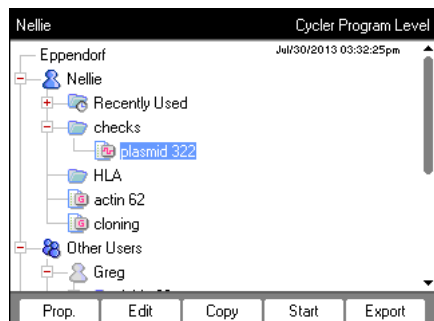 Nellie Cycler Program Level
Eppendorf Jul/30/2013 03:32:25pm
Nellie
Recently Used
checks
plasmid 322
HLA
G actin 62
G cloning
Other Users
Greg
Prop. Edit Copy Start Export